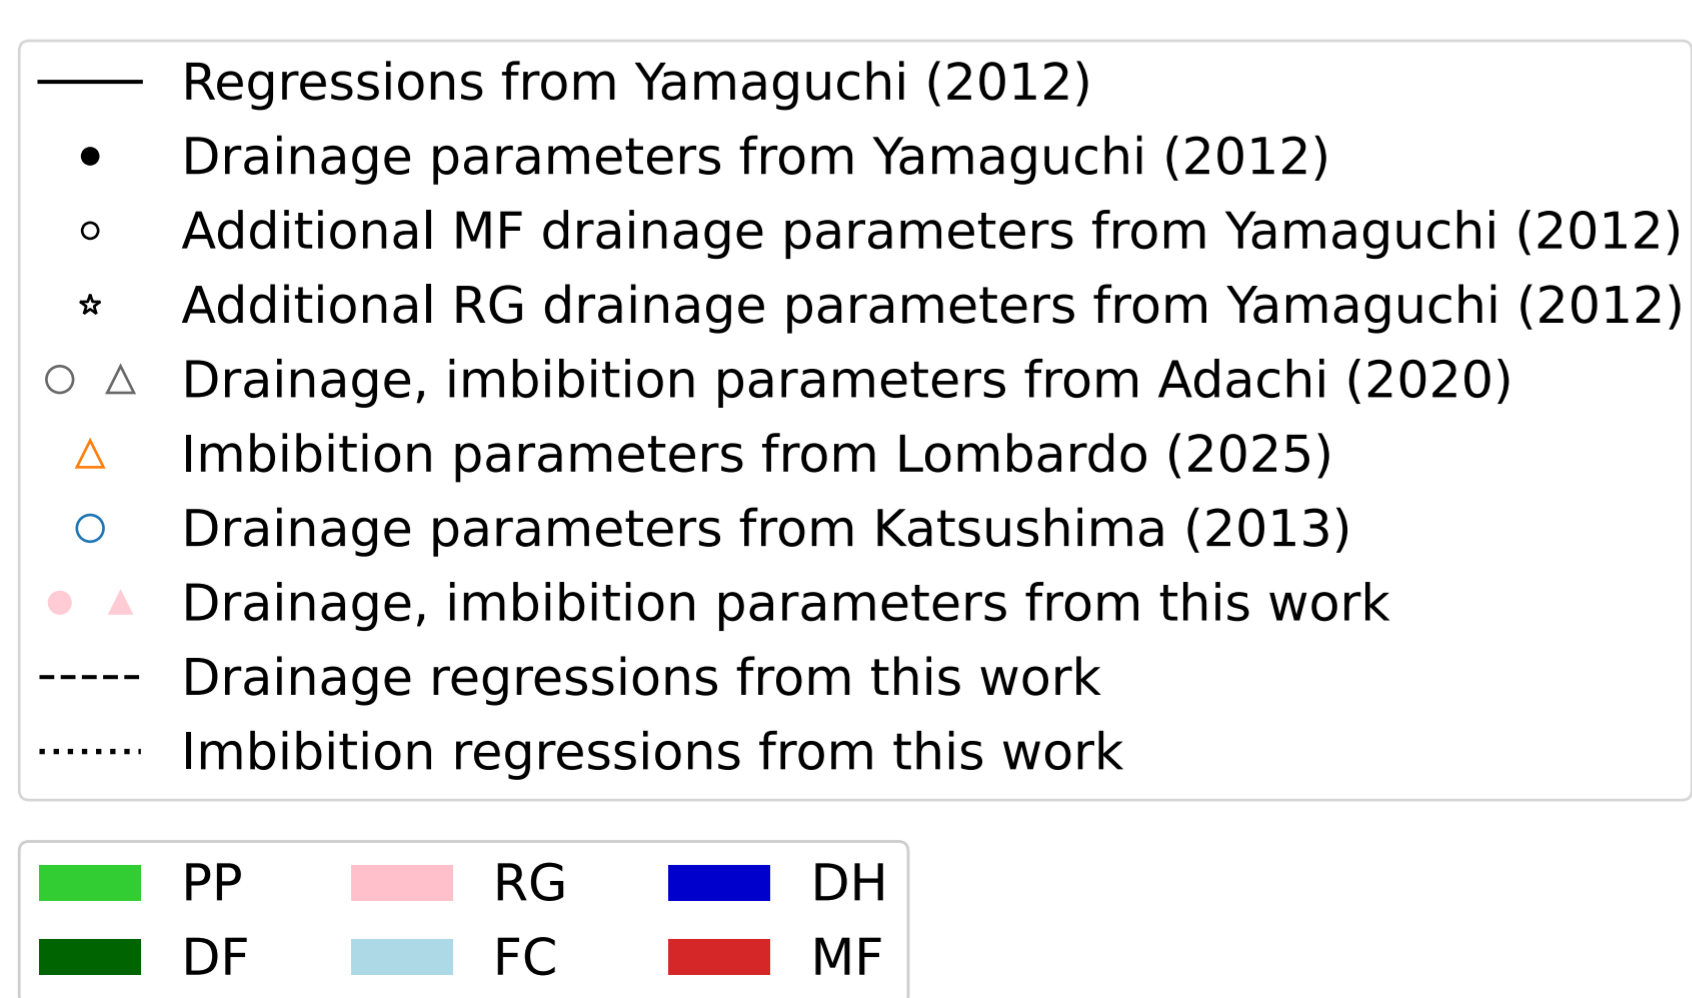 Regressions from Yamaguchi (2012)
Drainage parameters from Yamaguchi (2012)
Additional MF drainage parameters from Yamaguchi (2012)
Additional RG drainage parameters from Yamaguchi (2012)
Drainage, imbibition parameters from Adachi (2020)
Imbibition parameters from Lombardo (2025)
Drainage parameters from Katsushima (2013)
Drainage, imbibition parameters from this work
Drainage regressions from this work
Imbibition regressions from this work
PP RG DH
DF FC MF